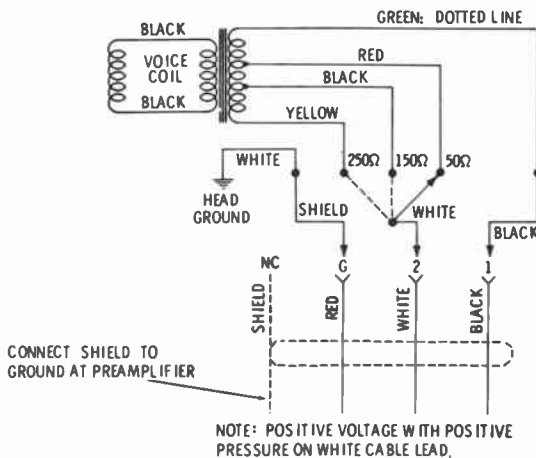 BLACK
GREEN: DOTTED LINE
VOICE
COIL
RED
BLACK
BLACK
YELLOW
250Ω
150Ω
50Ω
WHITE
HEAD
GROUND
SHIELD
WHITE
BLACK
NC
G
2
1
SHIELD
RED
WHITE
BLACK
CONNECT SHIELD TO
GROUND AT PREAMPLIFIER
NOTE: POSITIVE VOLTAGE WITH POSITIVE
PRESSURE ON WHITE CABLE LEAD.